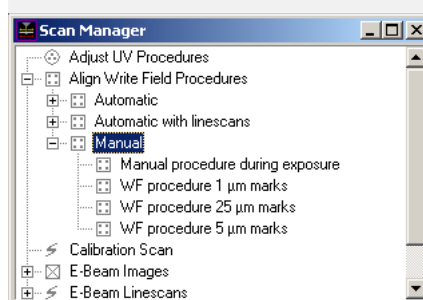 Scan Manager
Adjust UV Procedures
Align Write Field Procedures
Automatic
Automatic with linescans
Manual
Manual procedure during exposure
WF procedure 1 µm marks
WF procedure 25 µm marks
WF procedure 5 µm marks
Calibration Scan
E-Beam Images
E-Beam Linescans